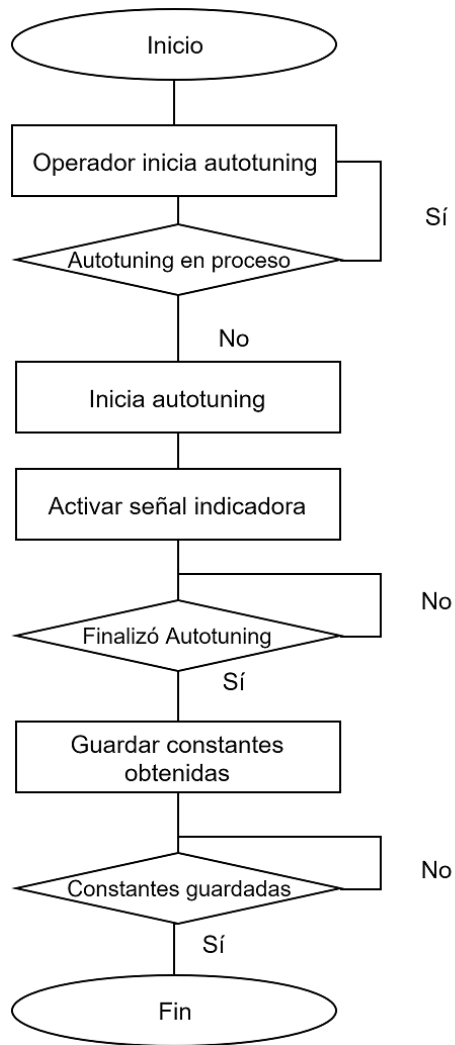 Inicio
Operador inicia autotuning
Sí
Autotuning en proceso
No
Inicia autotuning
Activar señal indicadora
No
Finalizó Autotuning
Sí
Guardar constantes
obtenidas
No
Constantes guardadas
Sí
Fin